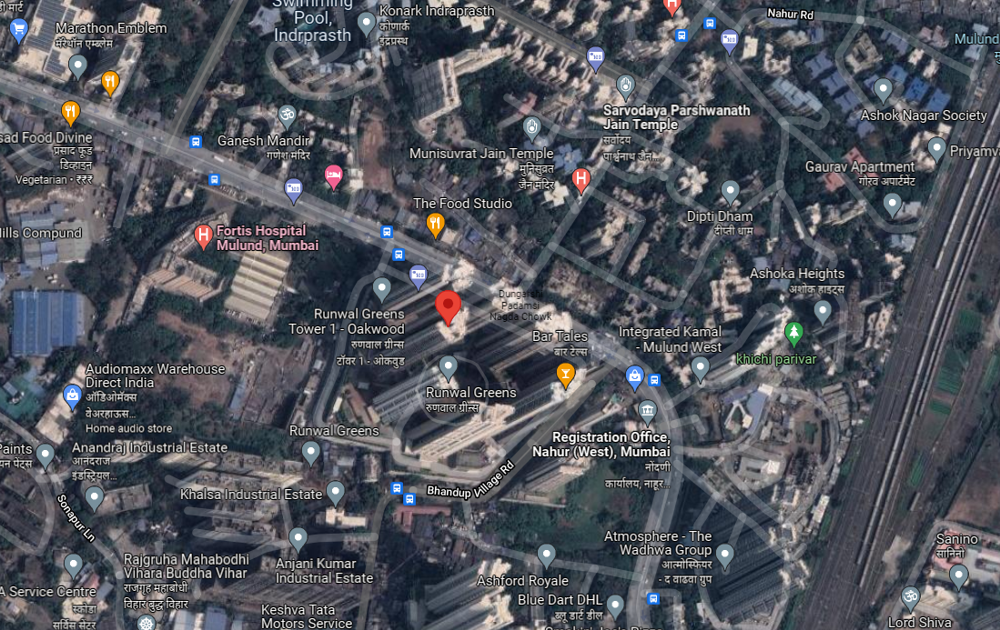 डी मार्ट
Marathon Emblem
मॅरेथॉन एम्ब्लेम
Swimming
Pool,
Indrprasth
Konark Indraprasth
कोणार्क
इंद्रप्रस्थ
Nahur Rd
Mulund
Sarvodaya Parshwanath
Jain Temple
सर्वोदय
पार्श्वनाथ जैन...
Ashok Nagar Society
Priyamva
sad Food Divine
प्रसाद फूड
डिव्हाइन
Vegetarian • ₹₹₹
Ganesh Mandir
गणेश मंदिर
Munisuvrat Jain Temple
मुनिसुव्रत
जैन मंदिर
Gaurav Apartment
गौरव अपार्टमेंट
The Food Studio
Dipti Dham
दीप्ती धाम
ills Compund
Fortis Hospital
Mulund, Mumbai
Ashoka Heights
अशोक हाइट्स
Runwal Greens
Tower 1 - Oakwood
रुणवाल ग्रीन्स
टॉवर 1 - ओकवुड
Dungarshi
Padamsi
Nagda Chowk
Bar Tales
बार टेल्स
Integrated Kamal
- Mulund West
khichi parivar
Audiomaxx Warehouse
Direct India
ऑडिओमॅक्स
वेअरहाऊस...
Home audio store
Runwal Greens
रुणवाल ग्रीन्स
Runwal Greens
Registration Office,
Nahur (West), Mumbai
नोंदणी
कार्यालय, नाहूर...
Paints
यन पेंट्स
Anandraj Industrial Estate
आनंदराज
इंडस्ट्रियल...
Khalsa Industrial Estate
Bhandup Village Rd
Sonapur Ln
Rajgruha Mahabodhi
Vihara Buddha Vihar
राजगृह महाबोधी
विहार बुद्ध विहार
Anjani Kumar
Industrial Estate
Atmosphere - The
Wadhwa Group
आत्मोस्फियर
- द वाढवा ग्रुप
Sanino
सानिनो
A Service Centre
स्कोडा
सर्विस सेंटर
Keshva Tata
Motors Service
Ashford Royale
Blue Dart DHL
ब्लू डार्ट डील
Lord Shiva